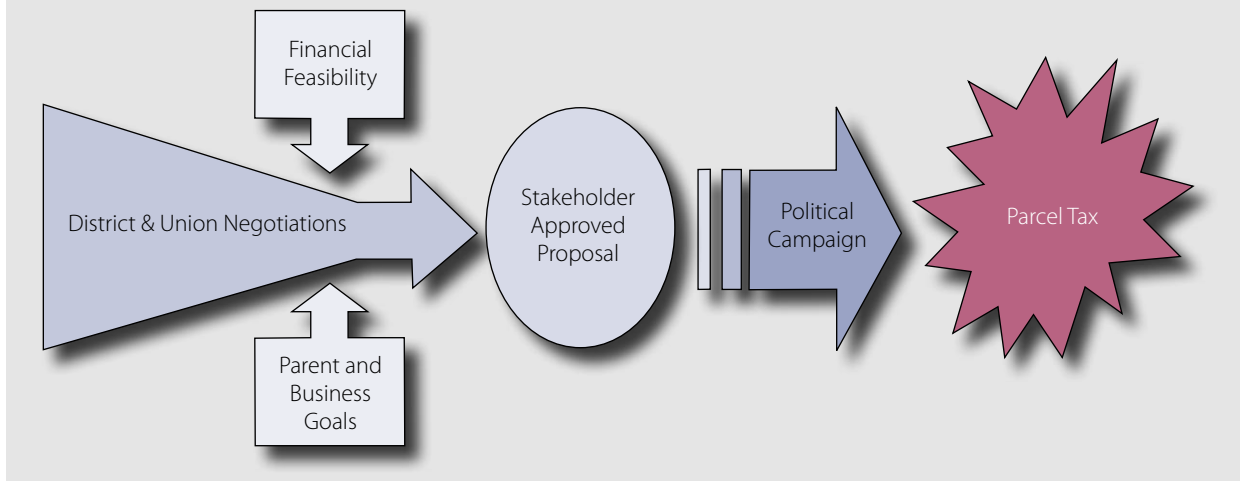 Financial
Feasibility
District & Union Negotiations
Parent and
Business
Goals
Stakeholder
Approved
Proposal
Political
Campaign
Parcel Tax